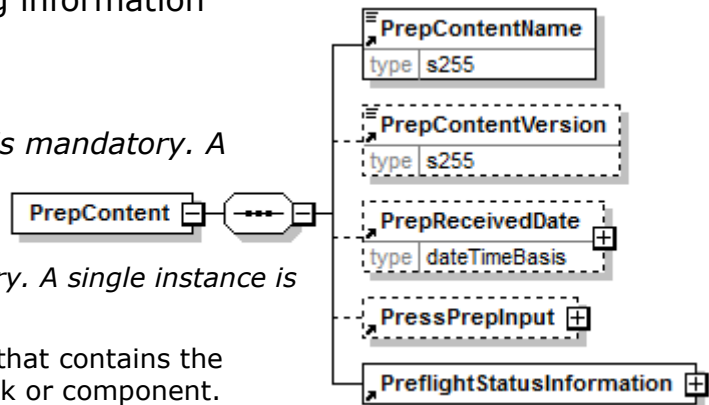 g information
s mandatory. A
ry. A single instance is
that contains the
k or component.
PrepContent
PrepContentName
type s255
PrepContentVersion
type s255
PrepReceivedDate
type dateTimeBasis
PressPrepInput
PreflightStatusInformation